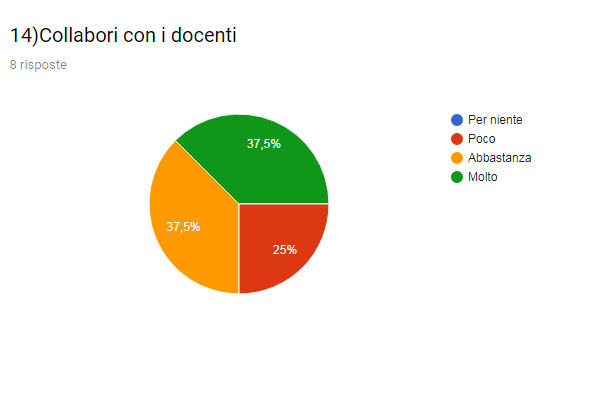 14)Collabori con i docenti
8 risposte
37,5%
37,5%
25%
Per niente
Poco
Abbastanza
Molto